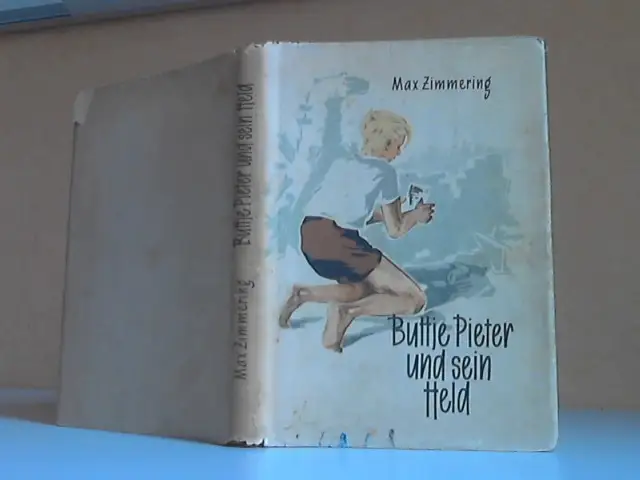 Max Zimmering
Buttje Pieter
und sein
Held
Max Zimmering Buttje Pieter und sein Held